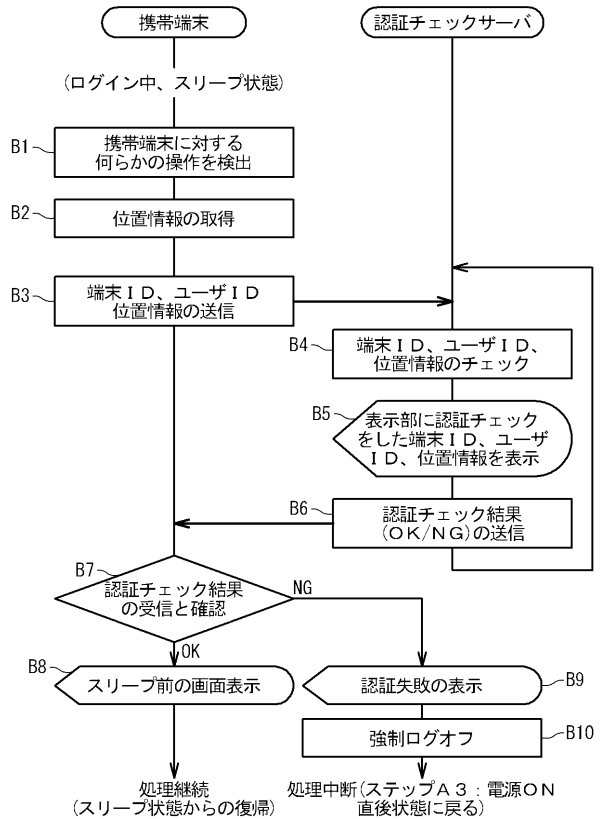 携帯端末
認証チェックサーバ
(ログイン中、スリープ状態)
B1
携帯端末に対する
何らかの操作を検出
B2
位置情報の取得
B3
端末ID、ユーザID
位置情報の送信
B4
端末ID、ユーザID、
位置情報のチェック
B5
表示部に認証チェック
をした端末ID、ユーザ
ID、位置情報を表示
B6
認証チェック結果
(OK/NG)の送信
B7
認証チェック結果
の受信と確認
NG
OK
B8
スリープ前の画面表示
認証失敗の表示
B9
強制ログオフ
B10
処理継続
(スリープ状態からの復帰)
処理中断(ステップA3:電源ON
直後状態に戻る)